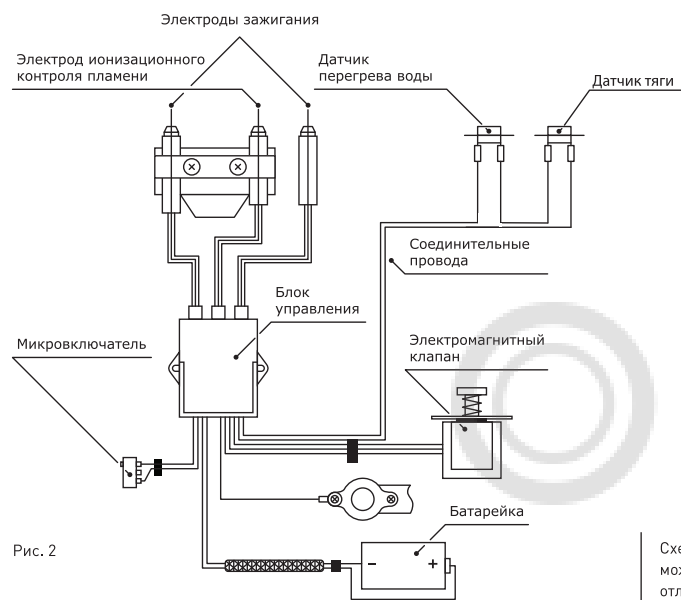 Электроды зажигания
Электрод ионизационного
контроля пламени
Датчик
перегрева воды
Датчик тяги
Соединительные
провода
Блок
управления
Микровключатель
Электромагнитный
клапан
Батарейка
− +
Рис. 2
Схе
мож
отл